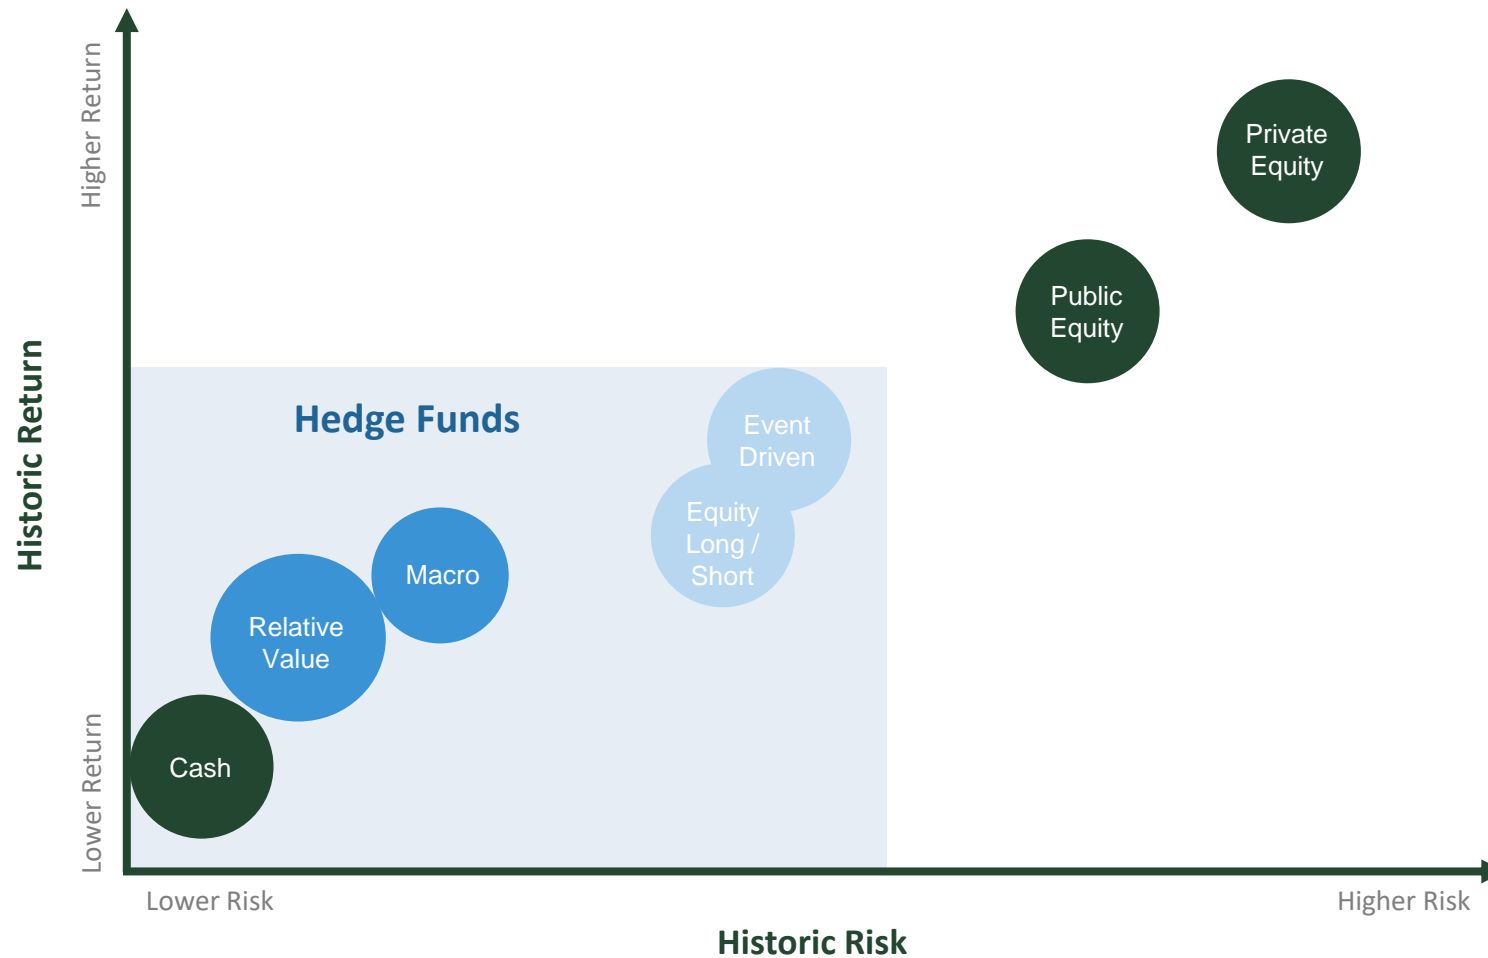 Higher Return
Private
Equity
Public
Equity
Historic Return
Hedge Funds
Event
Driven
Equity
Long /
Short
Macro
Relative
Value
Cash
Lower Return
Lower Risk
Higher Risk
Historic Risk